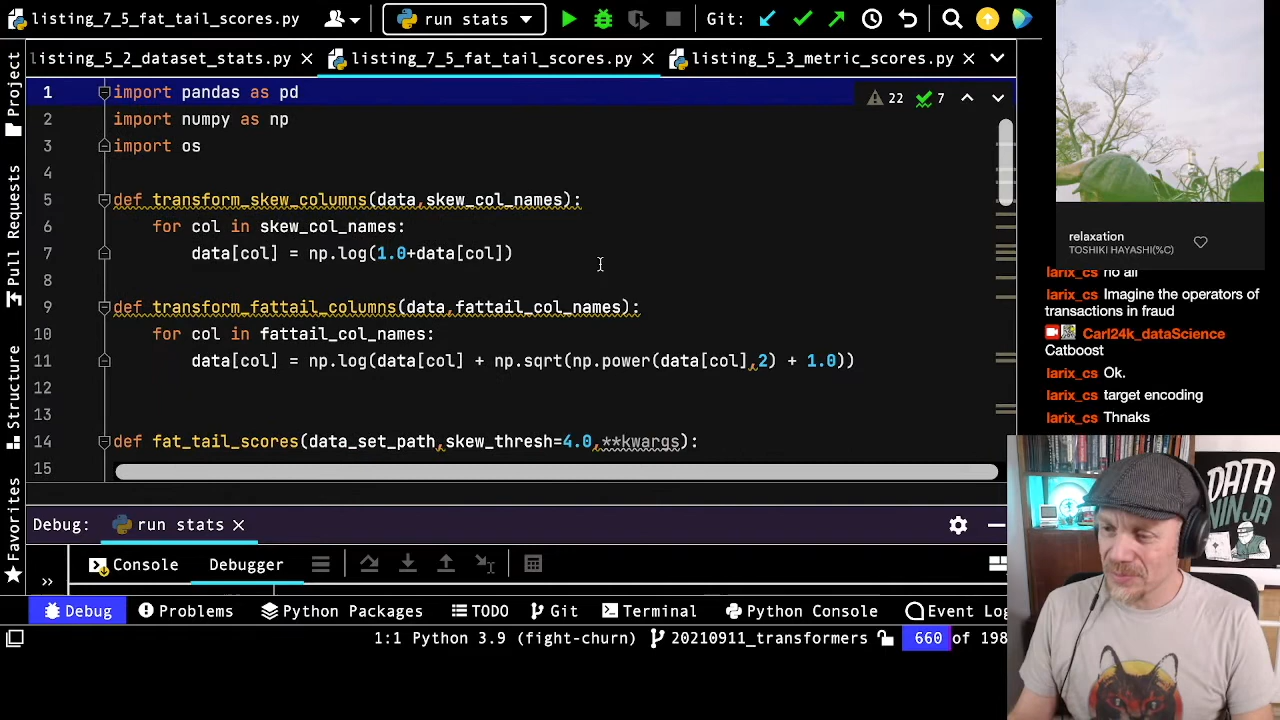 listing_7_5_fat_tail_scores.py
run stats
Git:
listing_5_2_dataset_stats.py
listing_7_5_fat_tail_scores.py
listing_5_3_metric_scores.py
Project
Pull Requests
Structure
Favorites
22
7
1 import pandas as pd
2 import numpy as np
3 import os
4
5 def transform_skew_columns(data,skew_col_names):
6 for col in skew_col_names:
7 data[col] = np.log(1.0+data[col])
8
9 def transform_fattail_columns(data,fattail_col_names):
10 for col in fattail_col_names:
11 data[col] = np.log(data[col] + np.sqrt(np.power(data[col],2) + 1.0))
12
13
14 def fat_tail_scores(data_set_path,skew_thresh=4.0,**kwargs):
15
Debug: run stats
Console Debugger
Debug Problems Python Packages TODO Git Terminal Python Console Event Log
1:1 Python 3.9 (fight-churn) 20210911_transformers 660 of 198
relaxation
TOSHIKI HAYASHI(%C)
larix_cs no all
larix_cs Imagine the operators of
transactions in fraud
Carl24k_dataScience
Catboost
larix_cs Ok.
larix_cs target encoding
larix_cs Thnaks
DATA
NINJA